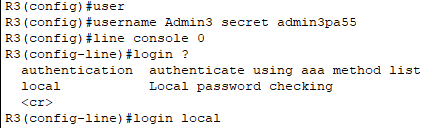 R3(config)#user
R3(config)#username Admin3 secret admin3pa55
R3(config)#line console 0
R3(config-line)#login ?
  authentication  authenticate using aaa method list
  local           Local password checking
  <cr>
R3(config-line)#login local